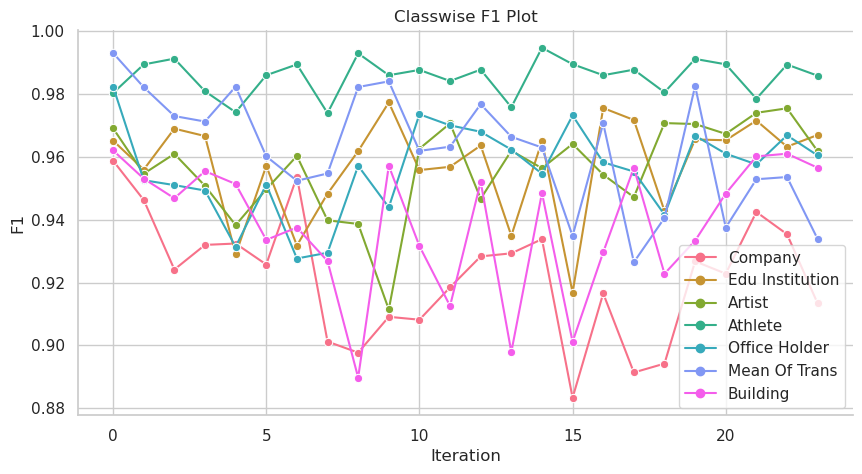 Classwise F1 Plot
1.00
0.98
0.96
0.94
0.92
0.90
0.88
F1
Company
Edu Institution
Artist
Athlete
Office Holder
Mean Of Trans
Building
0 5 10 15 20
Iteration